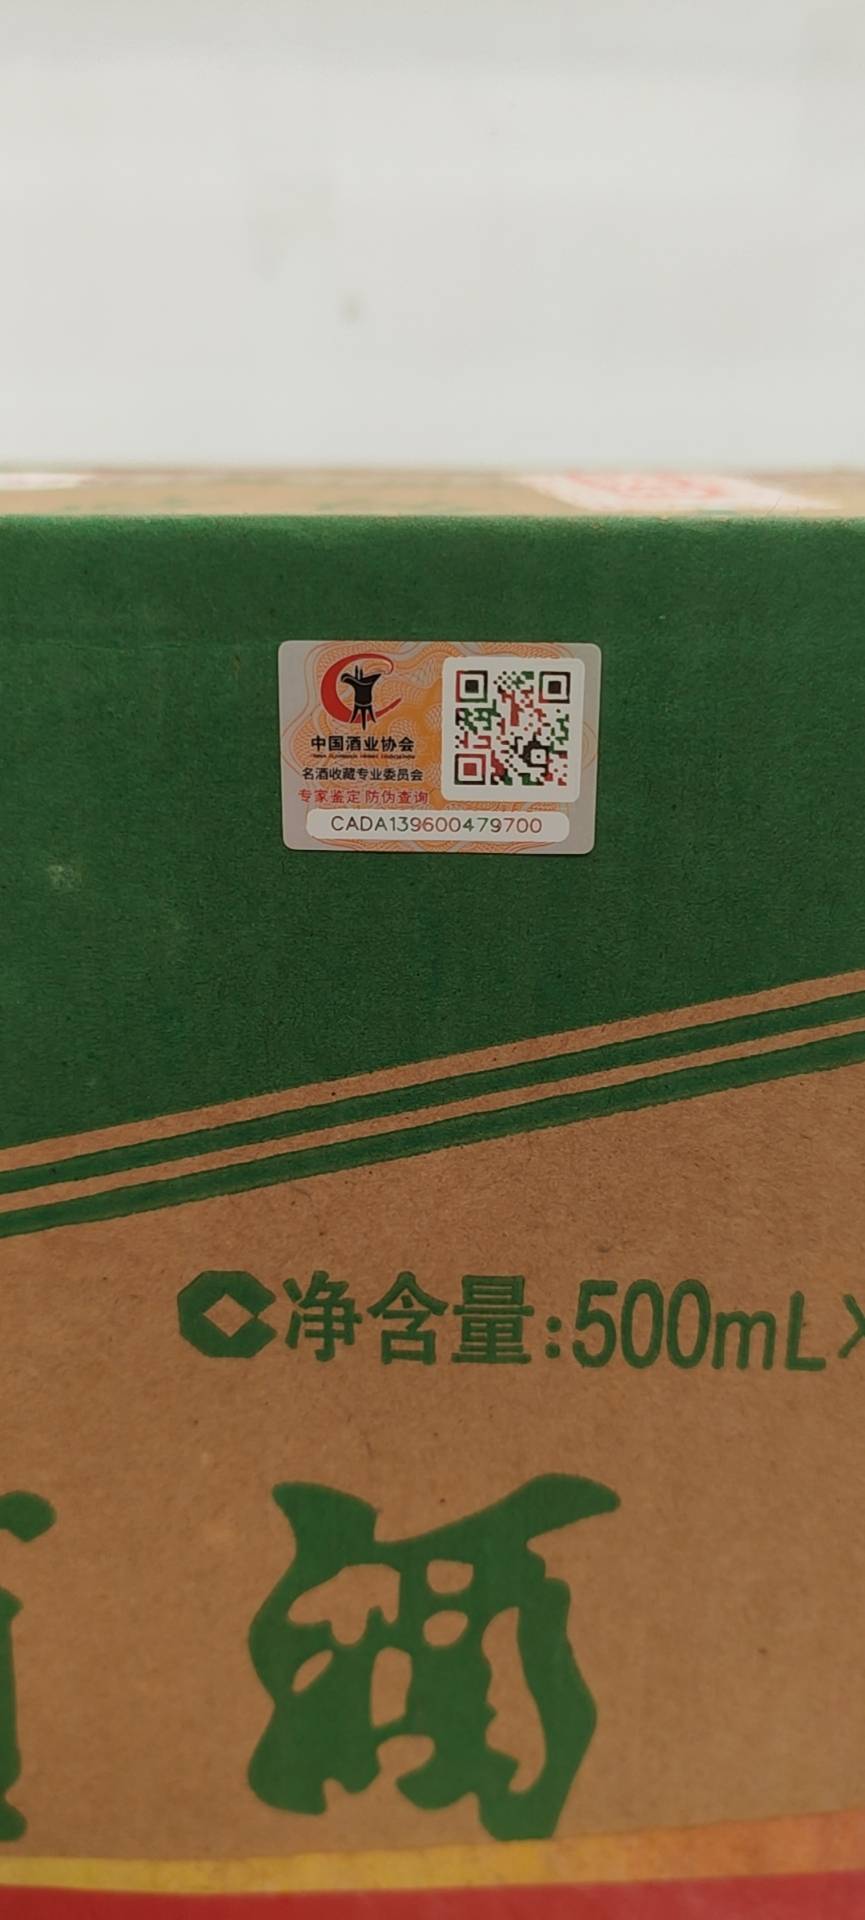 中国酒业协会
名酒收藏专业委员会
专家鉴定 防伪查询
CADA139600479700
净含量:500mL×
酒